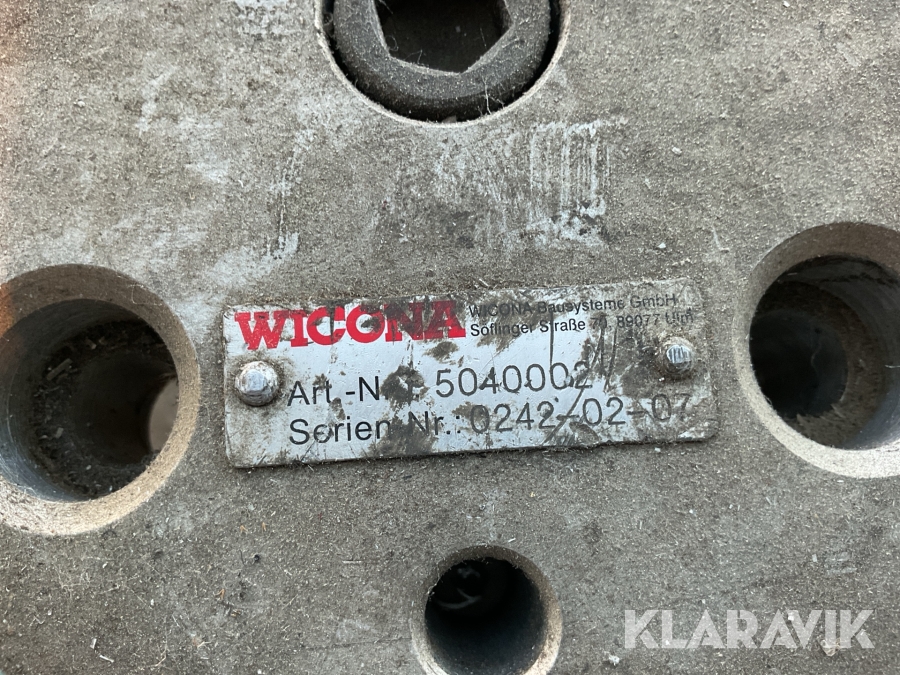 WICONA
WICONA Bausysteme GmbH
Söflinger Straße 70, 89077 Ulm
Art.-Nr.: 5040002
Serien Nr.: 0242-02-07
KLARAVIK